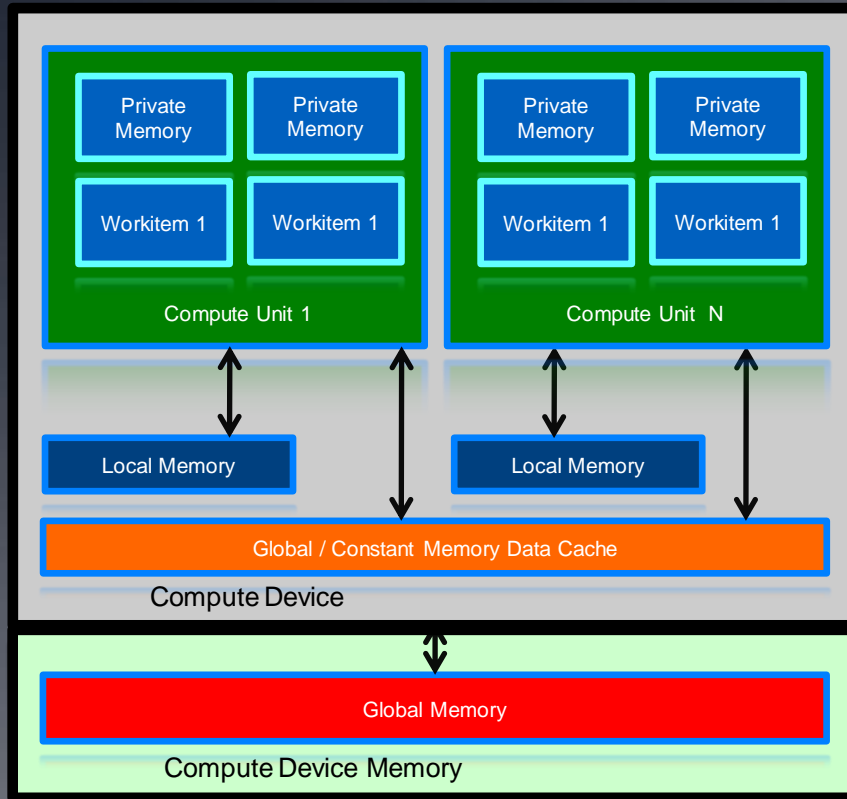 Private
Memory
Private
Memory
Private
Memory
Private
Memory
Workitem 1
Workitem 1
Workitem 1
Workitem 1
Compute Unit 1
Compute Unit N
Local Memory
Local Memory
Global / Constant Memory Data Cache
Compute Device
Global Memory
Compute Device Memory